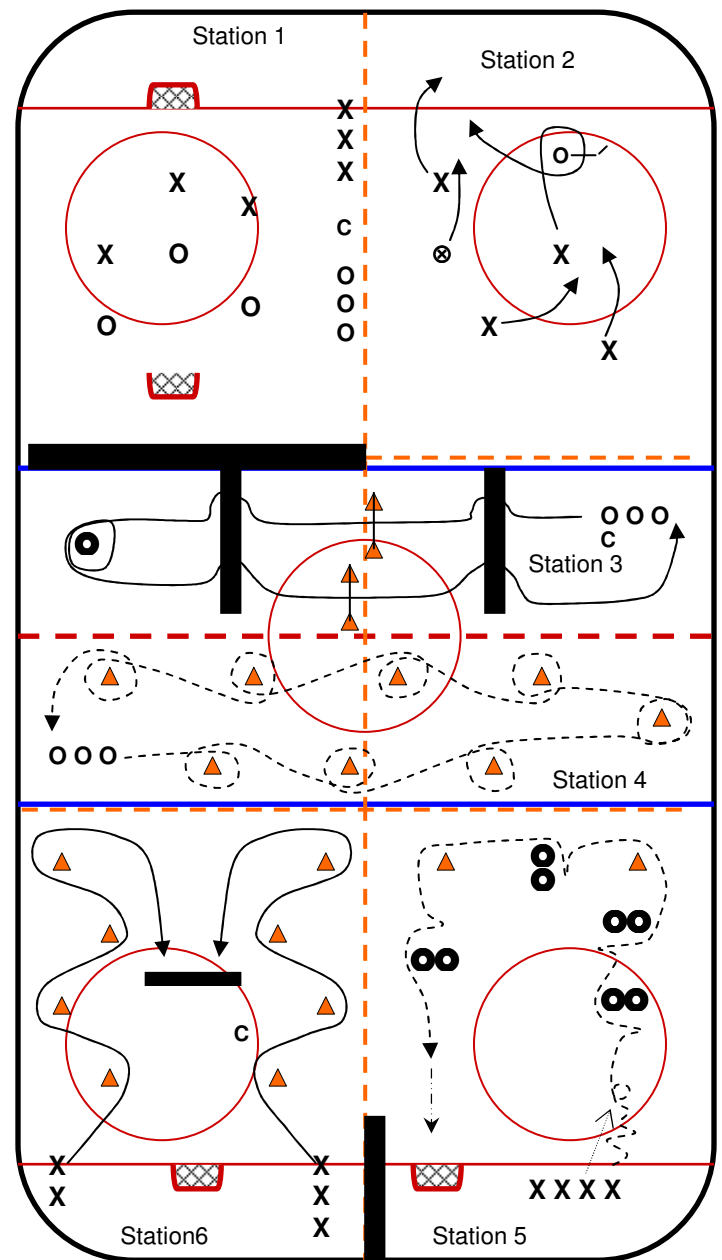 Station 1
Station 2
X
X
X
X
X
X
O
C
X
X
O
⊗
X
O
O
O
O
O
X
X
O O O
C
Station 3
O O O
Station 4
C
X
X
X
X
X
X X X X
Station6
Station 5